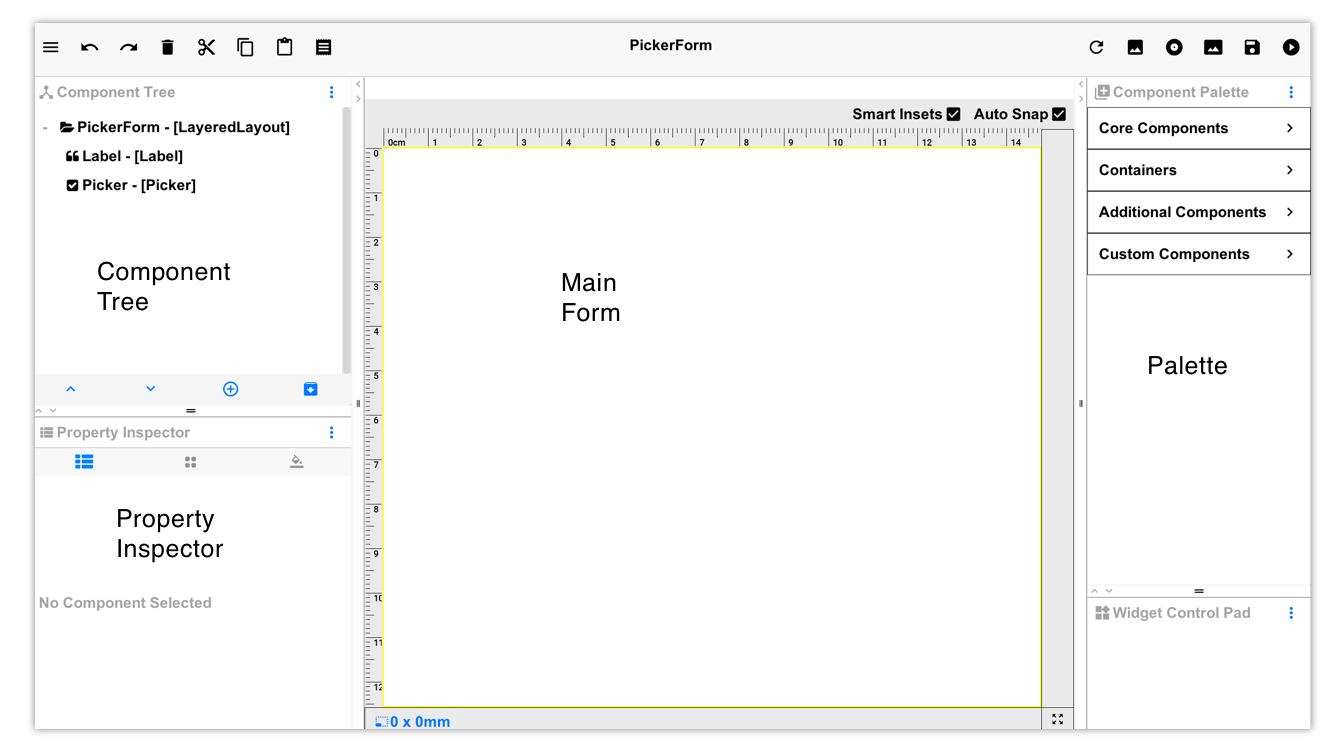 PickerForm
Component Tree
Component Palette
Smart Insets Auto Snap
- PickerForm - [LayeredLayout]
Label - [Label]
Picker - [Picker]
Component
Tree
0cm 1 2 3 4 5 6 7 8 9 10 11 12 13 14
0
1
2
3
4
5
6
7
8
9
10
11
12
Main
Form
Core Components
Containers
Additional Components
Custom Components
Palette
Property Inspector
Property
Inspector
No Component Selected
Widget Control Pad
0 x 0mm